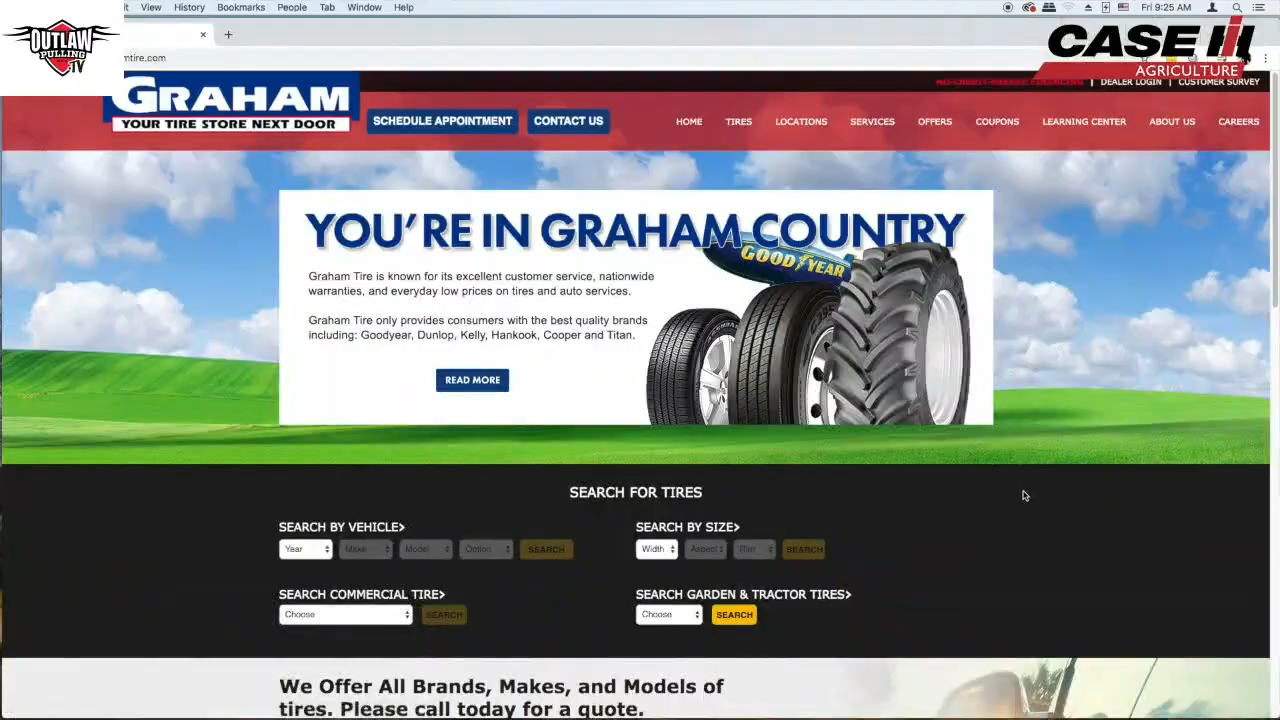 View History Bookmarks People Tab Window Help
Fri 9:25 AM
OUTLAW
PULLING
TV
CASE IH
AGRICULTURE
mtire.com
DEALER LOGIN | CUSTOMER SURVEY
GRAHAM
YOUR TIRE STORE NEXT DOOR
SCHEDULE APPOINTMENT CONTACT US
HOME TIRES LOCATIONS SERVICES OFFERS COUPONS LEARNING CENTER ABOUT US CAREERS
YOU'RE IN GRAHAM COUNTRY
GOODYEAR
Graham Tire is known for its excellent customer service, nationwide
warranties, and everyday low prices on tires and auto services.
Graham Tire only provides consumers with the best quality brands
including: Goodyear, Dunlop, Kelly, Hankook, Cooper and Titan.
READ MORE
SEARCH FOR TIRES
SEARCH BY VEHICLE>
Year Make Model Option SEARCH
SEARCH BY SIZE>
Width Aspect Rim SEARCH
SEARCH COMMERCIAL TIRE>
Choose SEARCH
SEARCH GARDEN & TRACTOR TIRES>
Choose SEARCH
We Offer All Brands, Makes, and Models of
tires. Please call today for a quote.